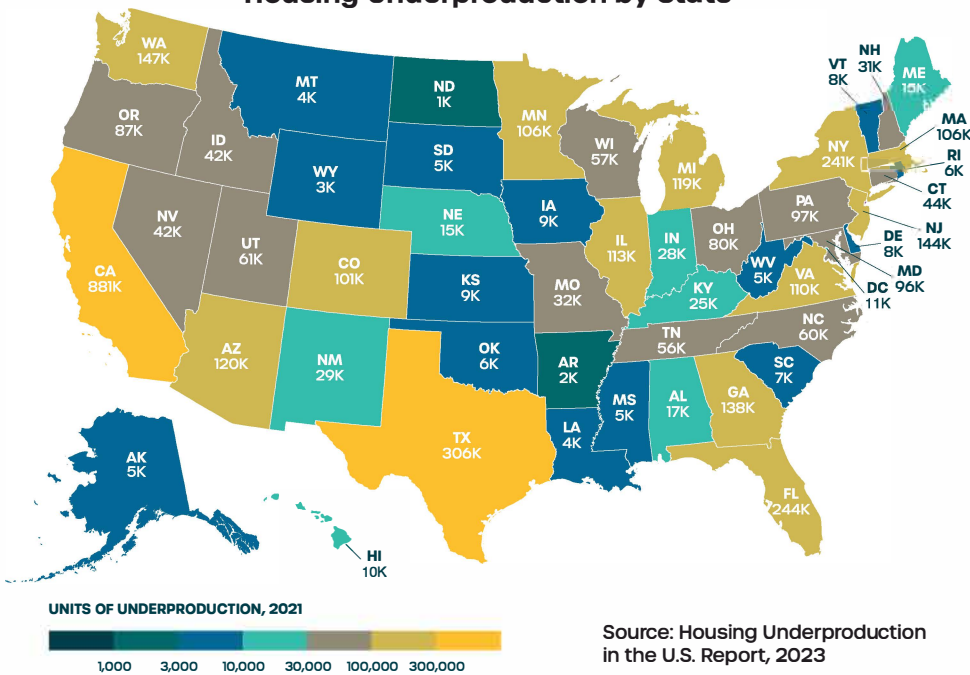 Housing Underproduction by State
WA
147K
MT
4K
ND
1K
MN
106K
VT
8K
NH
31K
ME
15K
OR
87K
ID
42K
SD
5K
WI
57K
MI
119K
NY
241K
MA
106K
RI
6K
CT
44K
WY
3K
NE
15K
IA
9K
PA
97K
NJ
144K
NV
42K
UT
61K
CO
101K
IL
113K
IN
28K
OH
80K
WV
5K
VA
110K
DE
8K
MD
96K
DC
11K
CA
881K
KS
9K
MO
32K
KY
25K
NC
60K
AZ
120K
NM
29K
OK
6K
AR
2K
TN
56K
SC
7K
TX
306K
LA
4K
MS
5K
AL
17K
GA
138K
AK
5K
FL
244K
HI
10K
UNITS OF UNDERPRODUCTION, 2021
1,000 3,000 10,000 30,000 100,000 300,000
Source: Housing Underproduction
in the U.S. Report, 2023